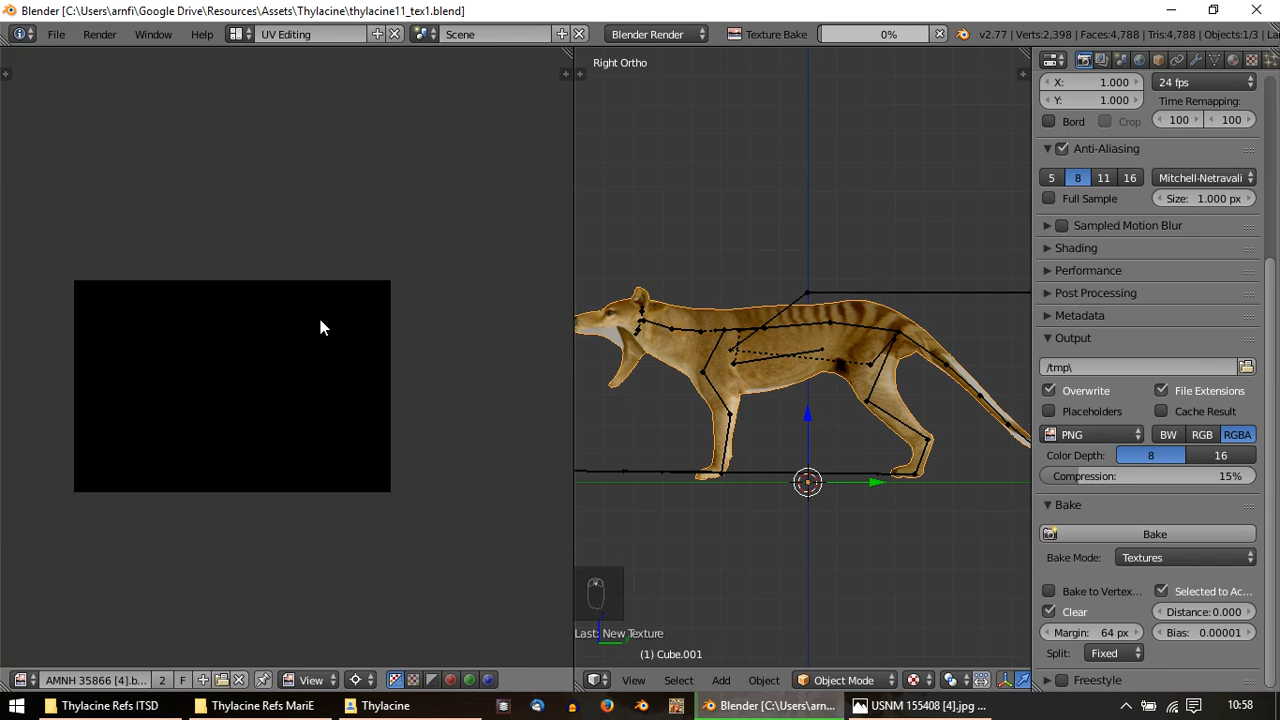 Blender [C:\Users\arnfi\Google Drive\Resources\Assets\Thylacine\thylacine11_tex1.blend]
File Render Window Help UV Editing Scene Blender Render Texture Bake 0% v2.77 | Verts:2,398 | Faces:4,788 | Tris:4,788 | Objects:1/3 | La
Right Ortho
X: 1.000 24 fps
Y: 1.000 Time Remapping:
Bord Crop 100 100
Anti-Aliasing
5 8 11 16 Mitchell-Netravali
Full Sample Size: 1.000 px
Sampled Motion Blur
Shading
Performance
Post Processing
Metadata
Output
/tmp\
Overwrite File Extensions
Placeholders Cache Result
PNG BW RGB RGBA
Color Depth: 8 16
Compression: 15%
Bake
Bake
Bake Mode: Textures
Bake to Vertex... Selected to Ac...
Clear Distance: 0.000
Margin: 64 px Bias: 0.00001
Split: Fixed
Freestyle
Last: New Texture
(1) Cube.001
AMNH 35866 [4].b... 2 F View
View Select Add Object Object Mode
Thylacine Refs ITSD Thylacine Refs MariE Thylacine Blender [C:\Users\arn... USNM 155408 [4].jpg ... 10:58